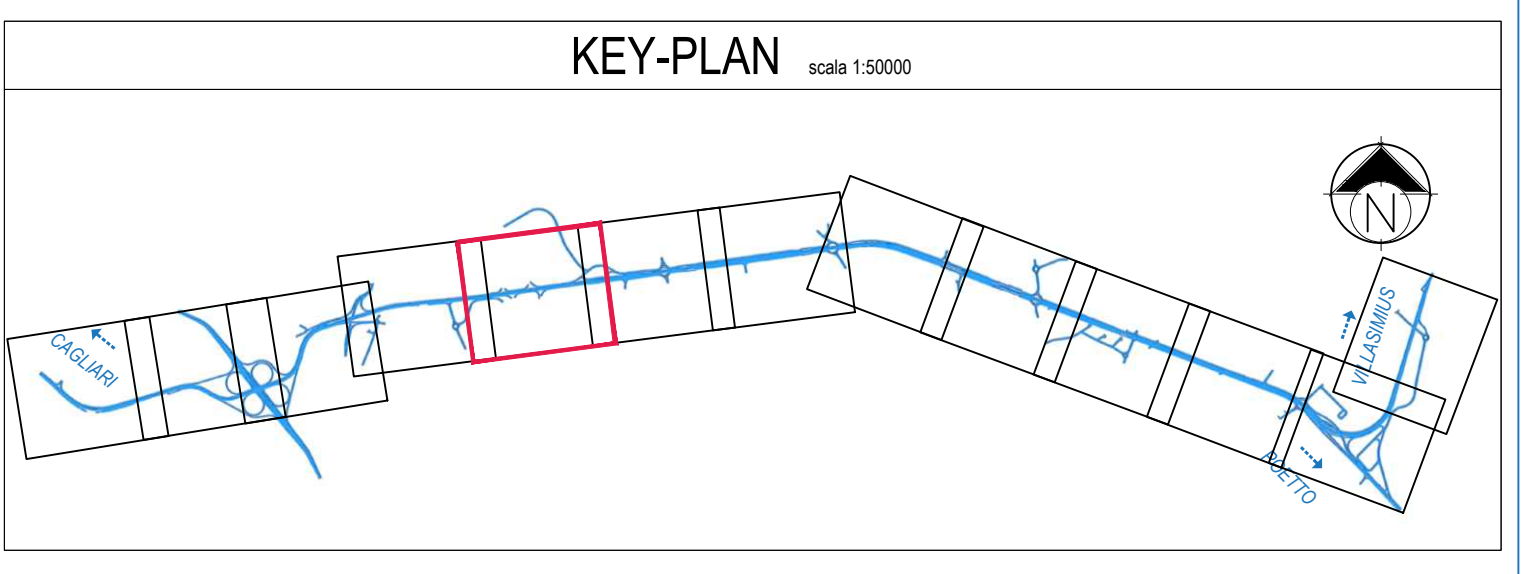 KEY-PLAN scala 1:50000
N
CAGLIARI
VILLASIMIUS
POETTO